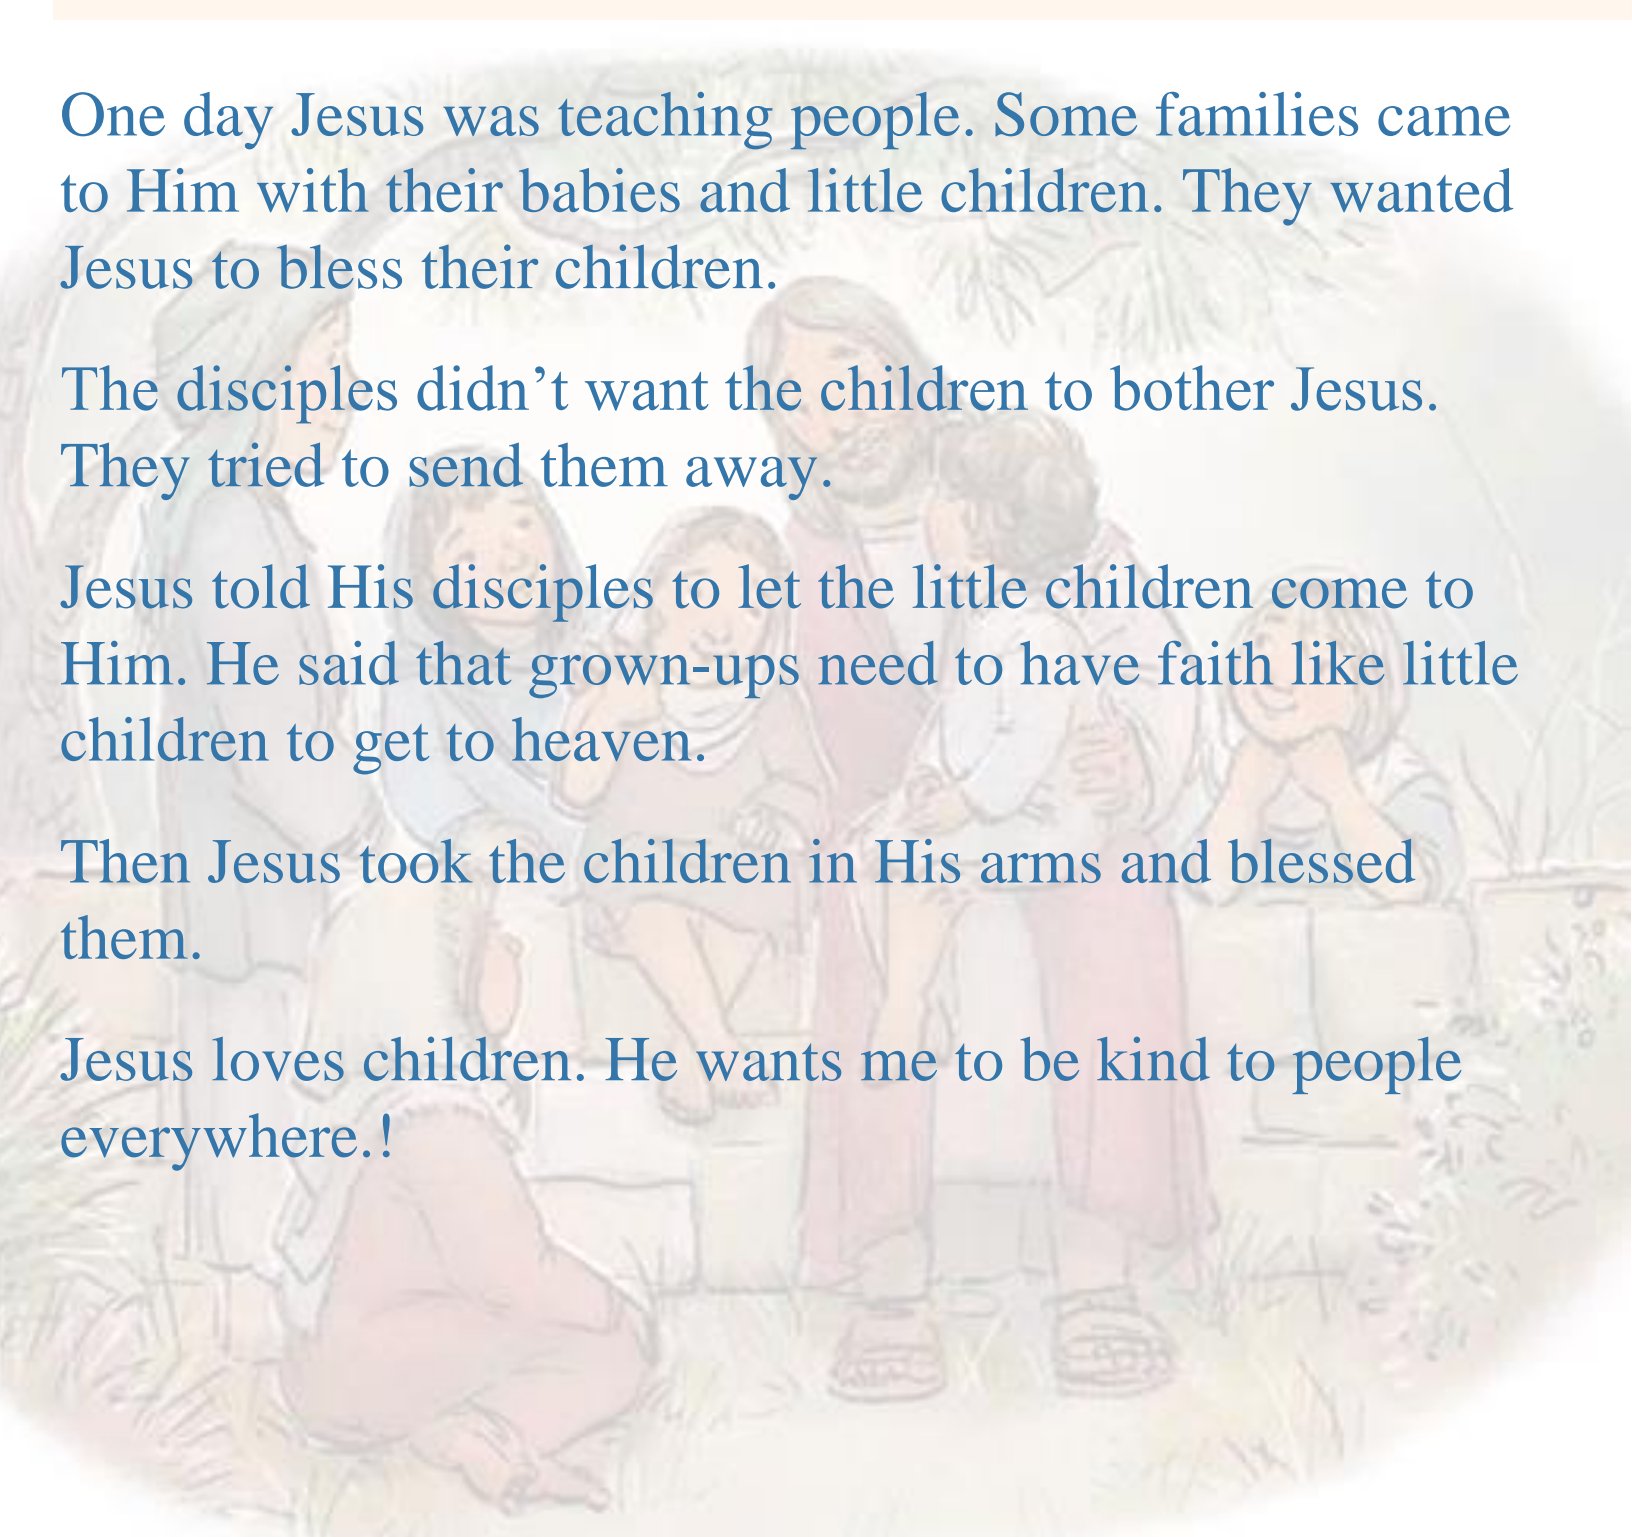 One day Jesus was teaching people. Some families came
to Him with their babies and little children. They wanted
Jesus to bless their children.
The disciples didn’t want the children to bother Jesus.
They tried to send them away.
Jesus told His disciples to let the little children come to
Him. He said that grown-ups need to have faith like little
children to get to heaven.
Then Jesus took the children in His arms and blessed
them.
Jesus loves children. He wants me to be kind to people
everywhere.!